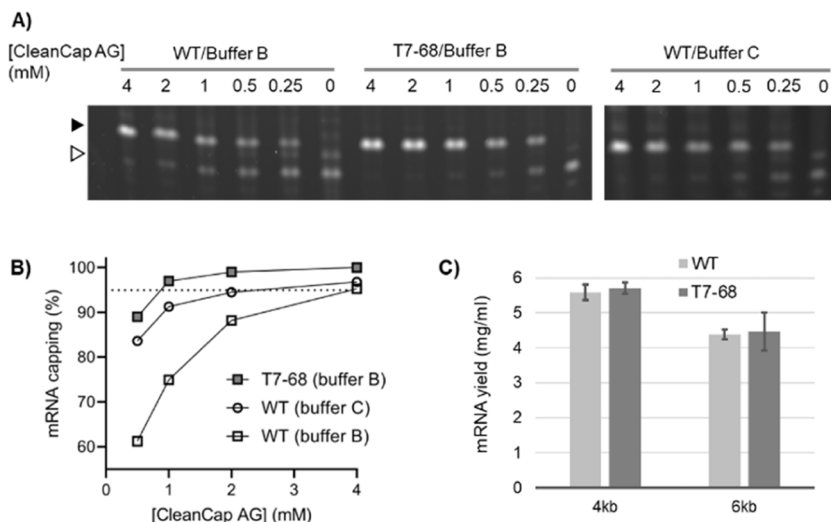 A)
[CleanCap AG] WT/Buffer B T7-68/Buffer B WT/Buffer C
(mM) 4 2 1 0.5 0.25 0 4 2 1 0.5 0.25 0 4 2 1 0.5 0.25 0
B)
100
90
80
70
60
mRNA capping (%)
T7-68 (buffer B)
WT (buffer C)
WT (buffer B)
0 1 2 3 4
[CleanCap AG] (mM)
C)
WT
T7-68
6
5
4
3
2
1
0
mRNA yield (mg/ml)
4kb 6kb